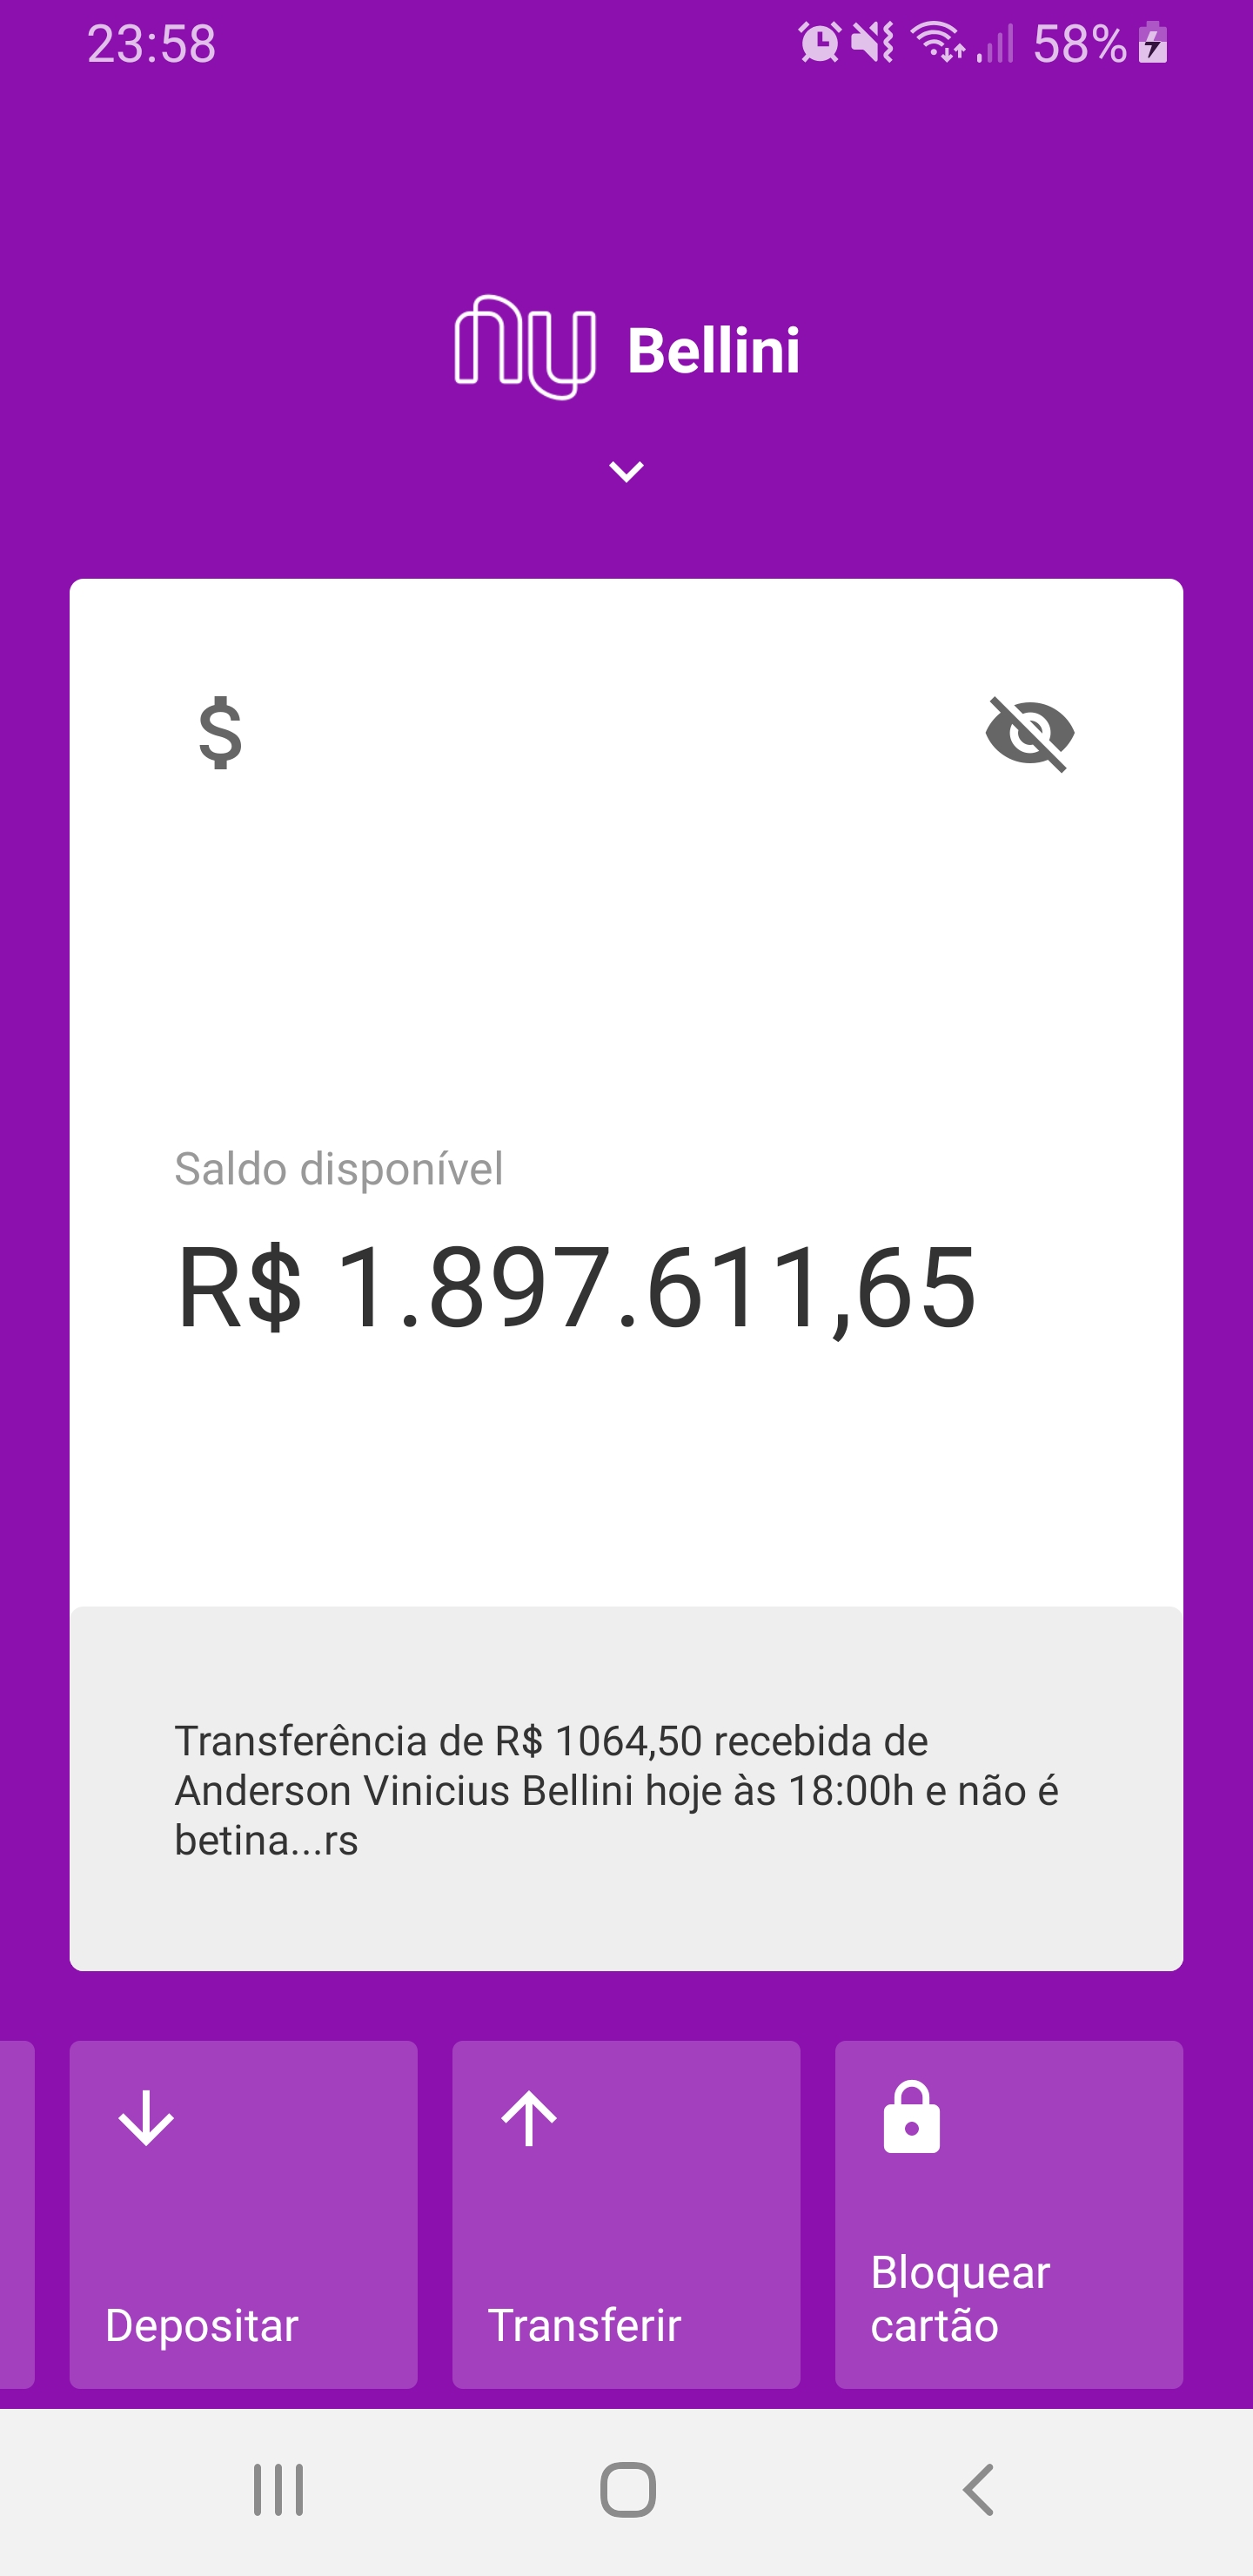 23:58
58%
nu Bellini
$
Saldo disponível
R$ 1.897.611,65
Transferência de R$ 1064,50 recebida de
Anderson Vinicius Bellini hoje às 18:00h e não é
betina...rs
Depositar
Transferir
Bloquear
cartão